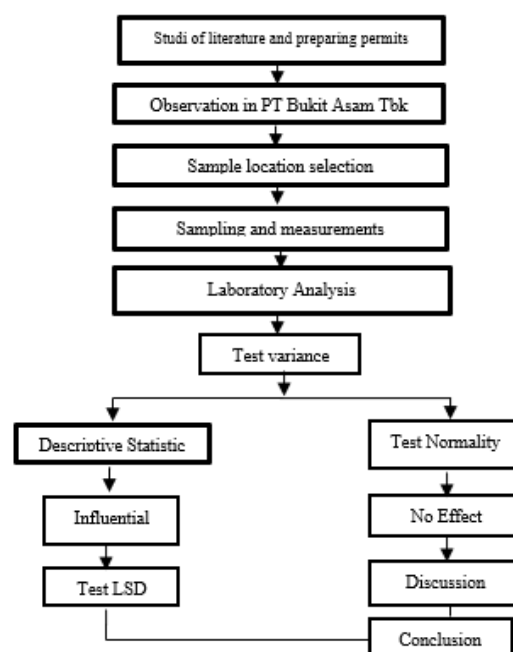 Studi of literature and preparing permits
Observation in PT Bukit Asam Tbk
Sample location selection
Sampling and measurements
Laboratory Analysis
Test variance
Descriptive Statistic
Test Normality
Influential
No Effect
Test LSD
Discussion
Conclusion